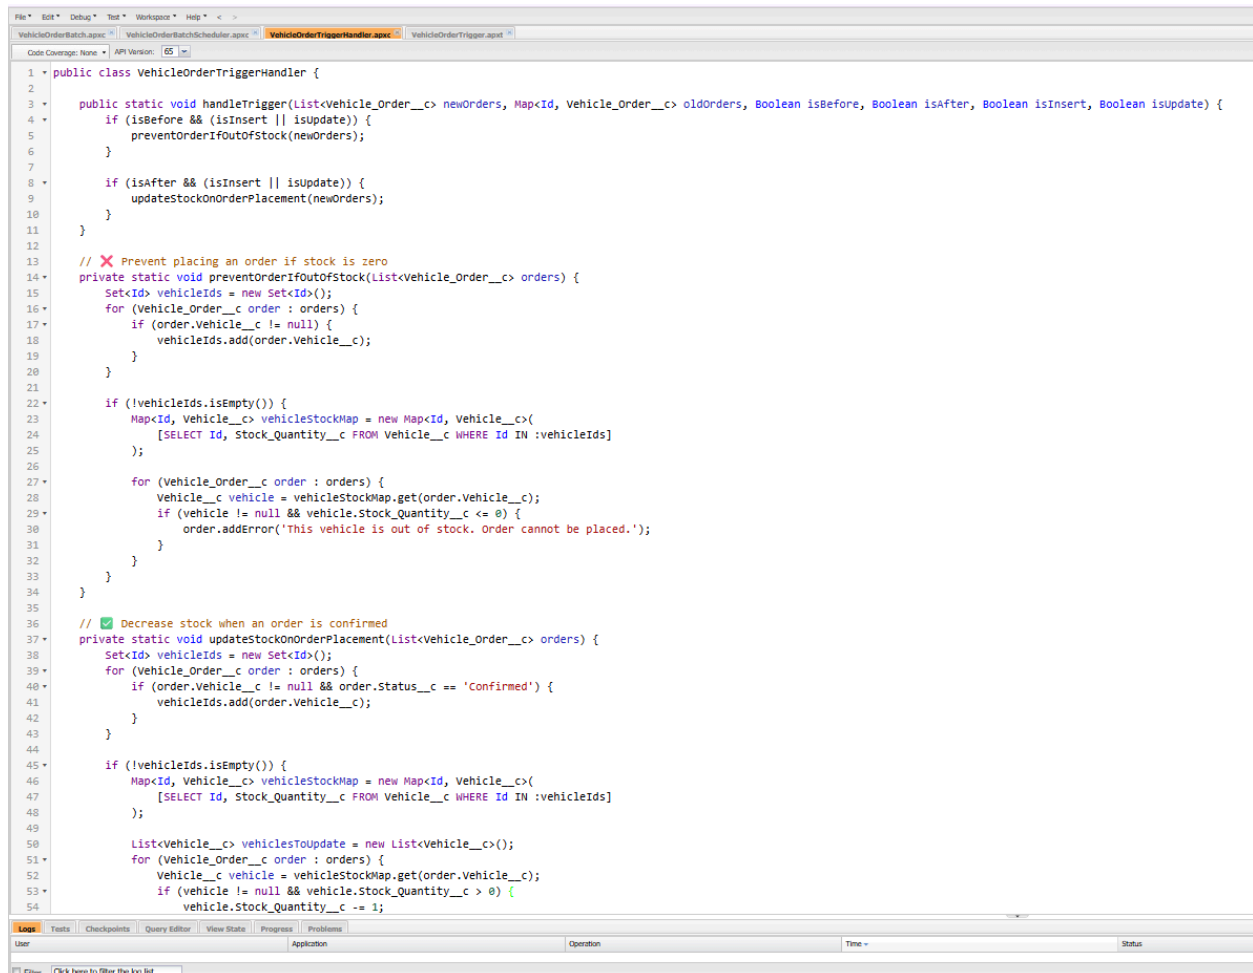 File Edit Debug Test Workspace Help < >
VehicleOrderBatch.apxc VehicleOrderBatchScheduler.apxc VehicleOrderTriggerHandler.apxc VehicleOrderTrigger.apxt
Code Coverage: None API Version: 65
1 public class VehicleOrderTriggerHandler {
2
3 public static void handleTrigger(List<Vehicle_Order__c> newOrders, Map<Id, Vehicle_Order__c> oldOrders, Boolean isBefore, Boolean isAfter, Boolean isInsert, Boolean isUpdate) {
4 if (isBefore && (isInsert || isUpdate)) {
5 preventOrderIfOutOfStock(newOrders);
6 }
7
8 if (isAfter && (isInsert || isUpdate)) {
9 updateStockOnOrderPlacement(newOrders);
10 }
11 }
12
13 // ❌ Prevent placing an order if stock is zero
14 private static void preventOrderIfOutOfStock(List<Vehicle_Order__c> orders) {
15 Set<Id> vehicleIds = new Set<Id>();
16 for (Vehicle_Order__c order : orders) {
17 if (order.Vehicle__c != null) {
18 vehicleIds.add(order.Vehicle__c);
19 }
20 }
21
22 if (!vehicleIds.isEmpty()) {
23 Map<Id, Vehicle__c> vehicleStockMap = new Map<Id, Vehicle__c>(
24 [SELECT Id, Stock_Quantity__c FROM Vehicle__c WHERE Id IN :vehicleIds]
25 );
26
27 for (Vehicle_Order__c order : orders) {
28 Vehicle__c vehicle = vehicleStockMap.get(order.Vehicle__c);
29 if (vehicle != null && vehicle.Stock_Quantity__c <= 0) {
30 order.addError('This vehicle is out of stock. Order cannot be placed.');
31 }
32 }
33 }
34 }
35
36 // ✅ Decrease stock when an order is confirmed
37 private static void updateStockOnOrderPlacement(List<Vehicle_Order__c> orders) {
38 Set<Id> vehicleIds = new Set<Id>();
39 for (Vehicle_Order__c order : orders) {
40 if (order.Vehicle__c != null && order.Status__c == 'Confirmed') {
41 vehicleIds.add(order.Vehicle__c);
42 }
43 }
44
45 if (!vehicleIds.isEmpty()) {
46 Map<Id, Vehicle__c> vehicleStockMap = new Map<Id, Vehicle__c>(
47 [SELECT Id, Stock_Quantity__c FROM Vehicle__c WHERE Id IN :vehicleIds]
48 );
49
50 List<Vehicle__c> vehiclesToUpdate = new List<Vehicle__c>();
51 for (Vehicle_Order__c order : orders) {
52 Vehicle__c vehicle = vehicleStockMap.get(order.Vehicle__c);
53 if (vehicle != null && vehicle.Stock_Quantity__c > 0) {
54 vehicle.Stock_Quantity__c -= 1;
Logs Tests Checkpoints Query Editor View State Progress Problems
User Application Operation Time Status
Filter Click here to filter the log list